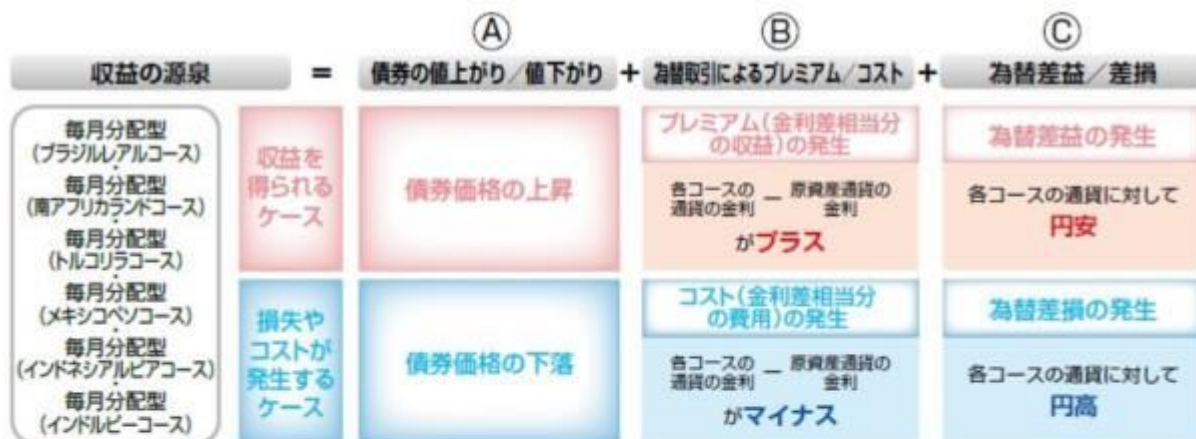 Ⓐ
Ⓑ
Ⓒ
収益の源泉 = 債券の値上がり/値下がり + 為替取引によるプレミアム/コスト + 為替差益/差損
毎月分配型
(ブラジルレアルコース)
・
毎月分配型
(南アフリカランドコース)
・
毎月分配型
(トルコリラコース)
・
毎月分配型
(メキシコペソコース)
・
毎月分配型
(インドネシアルピアコース)
・
毎月分配型
(インドルピーコース)
収益を
得られる
ケース
債券価格の上昇
プレミアム(金利差相当分
の収益)の発生
各コースの
通貨の金利
ー
原資産通貨の
金利
がプラス
為替差益の発生
各コースの通貨に対して
円安
損失や
コストが
発生する
ケース
債券価格の下落
コスト(金利差相当分
の費用)の発生
各コースの
通貨の金利
ー
原資産通貨の
金利
がマイナス
為替差損の発生
各コースの通貨に対して
円高